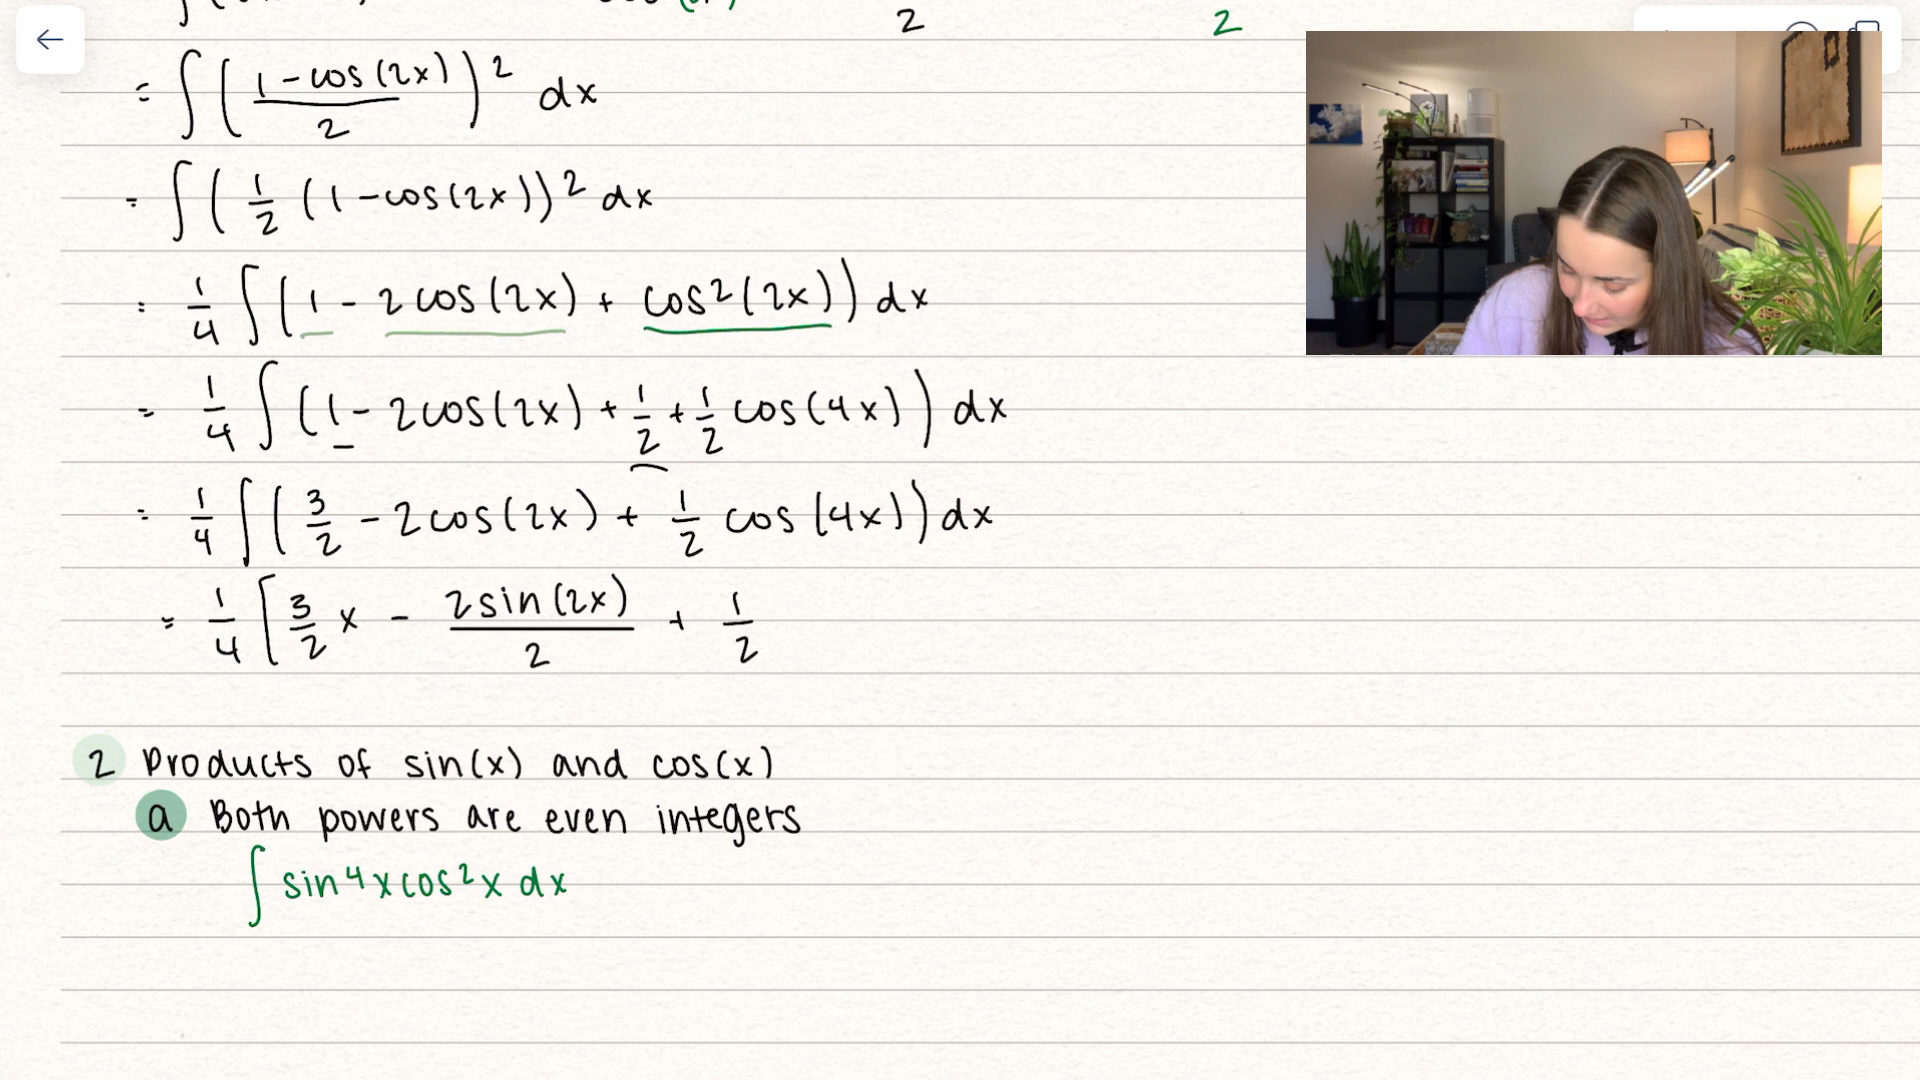 2 2
= ∫ ( (1 - cos(2x)) / 2 )² dx
= ∫ ( 1/2 (1 - cos(2x)) )² dx
= 1/4 ∫ (1 - 2cos(2x) + cos²(2x)) dx
= 1/4 ∫ (1 - 2cos(2x) + 1/2 + 1/2 cos(4x)) dx
= 1/4 ∫ (3/2 - 2cos(2x) + 1/2 cos(4x)) dx
= 1/4 [ 3/2 x - 2sin(2x)/2 + 1/2
2 Products of sin(x) and cos(x)
a Both powers are even integers
∫ sin⁴xcos²x dx